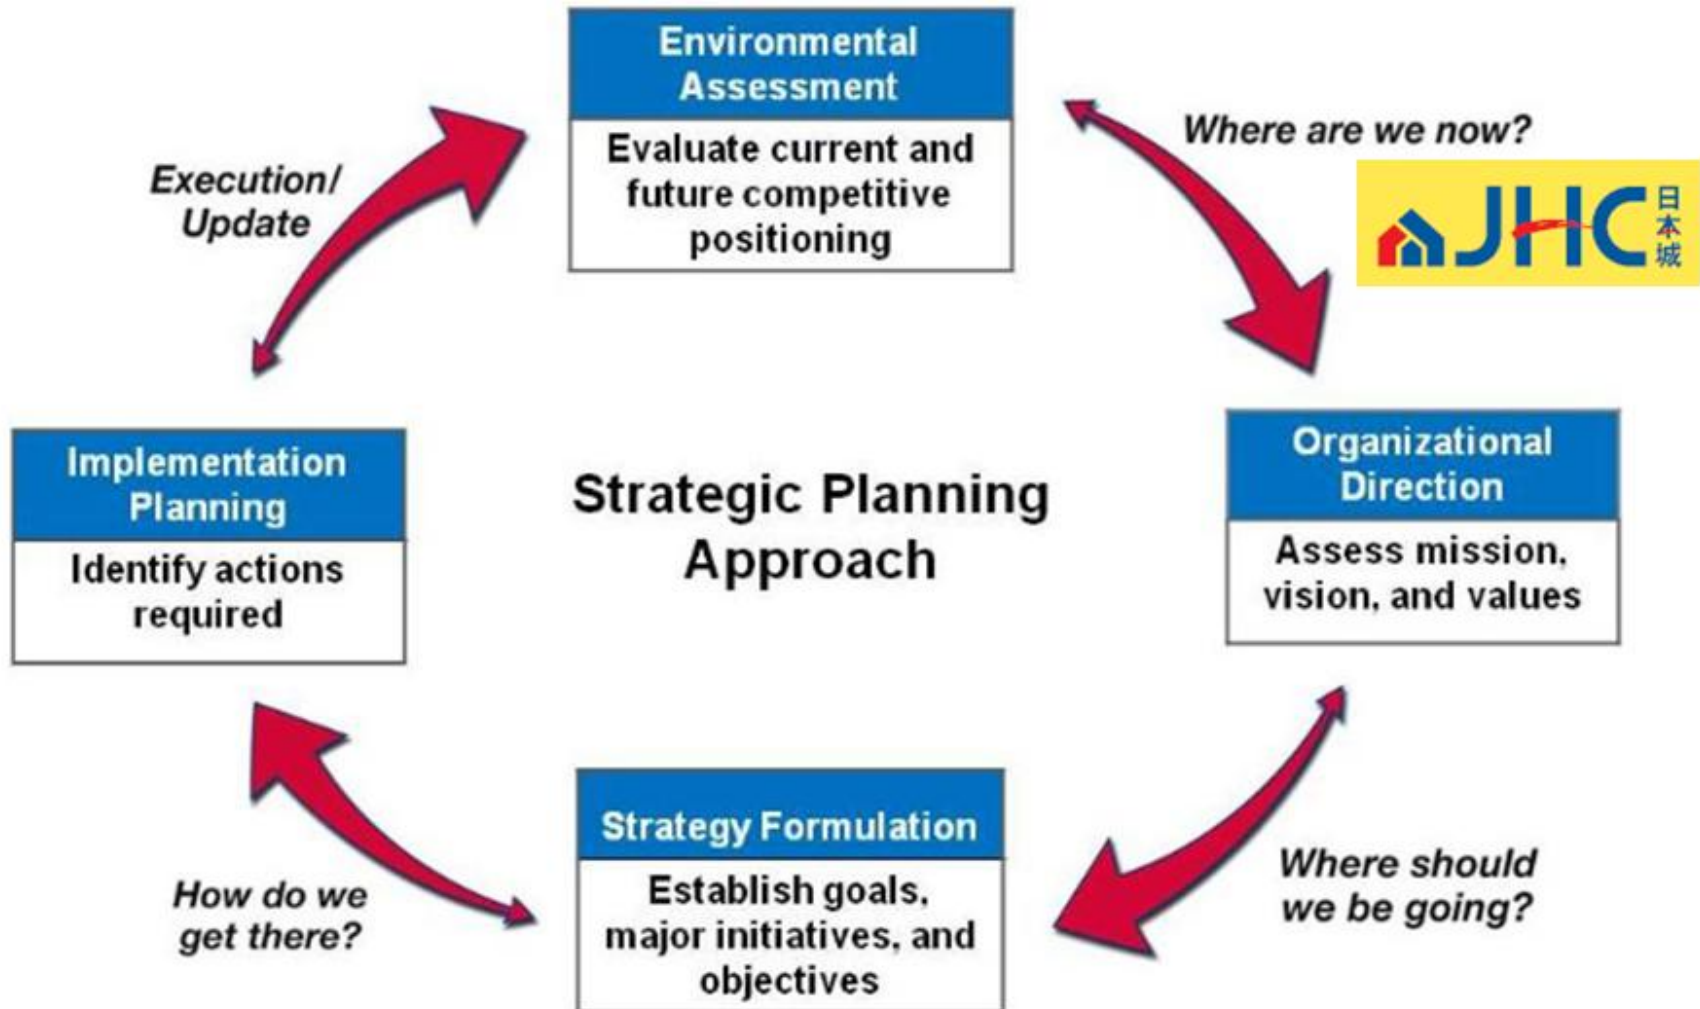 Environmental
Assessment
Evaluate current and
future competitive
positioning
Where are we now?
JHC 日本城
Execution/
Update
Organizational
Direction
Assess mission,
vision, and values
Implementation
Planning
Identify actions
required
Strategic Planning
Approach
Where should
we be going?
Strategy Formulation
Establish goals,
major initiatives, and
objectives
How do we
get there?